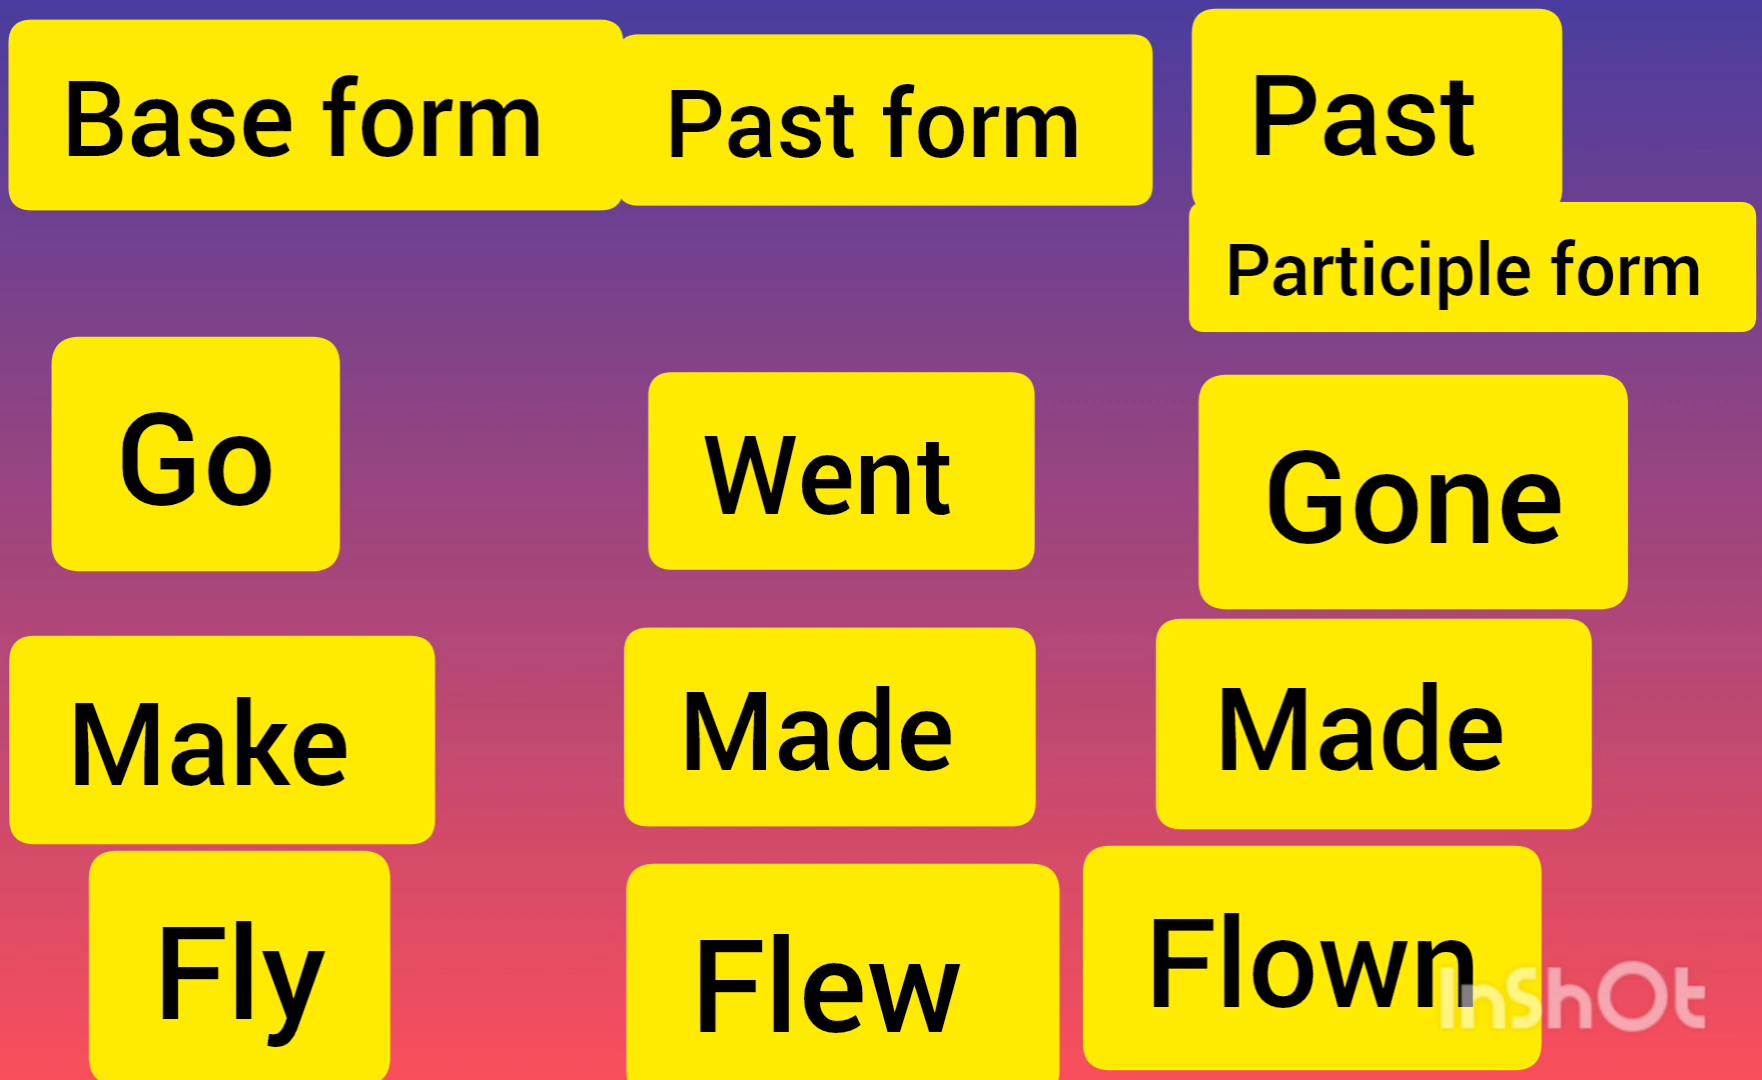 Base form
Past form
Past
Participle form
Go
Went
Gone
Make
Made
Made
Fly
Flew
Flown
InShOt